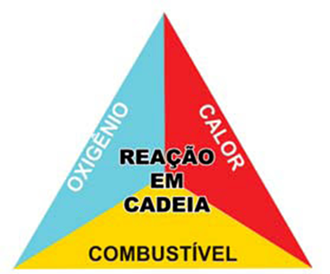 OXIGÊNIO
CALOR
REAÇÃO
EM
CADEIA
COMBUSTÍVEL